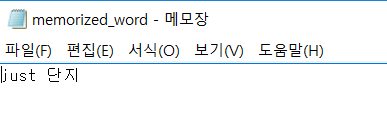 memorized_word - 메모장
파일(F) 편집(E) 서식(O) 보기(V) 도움말(H)
just 단지